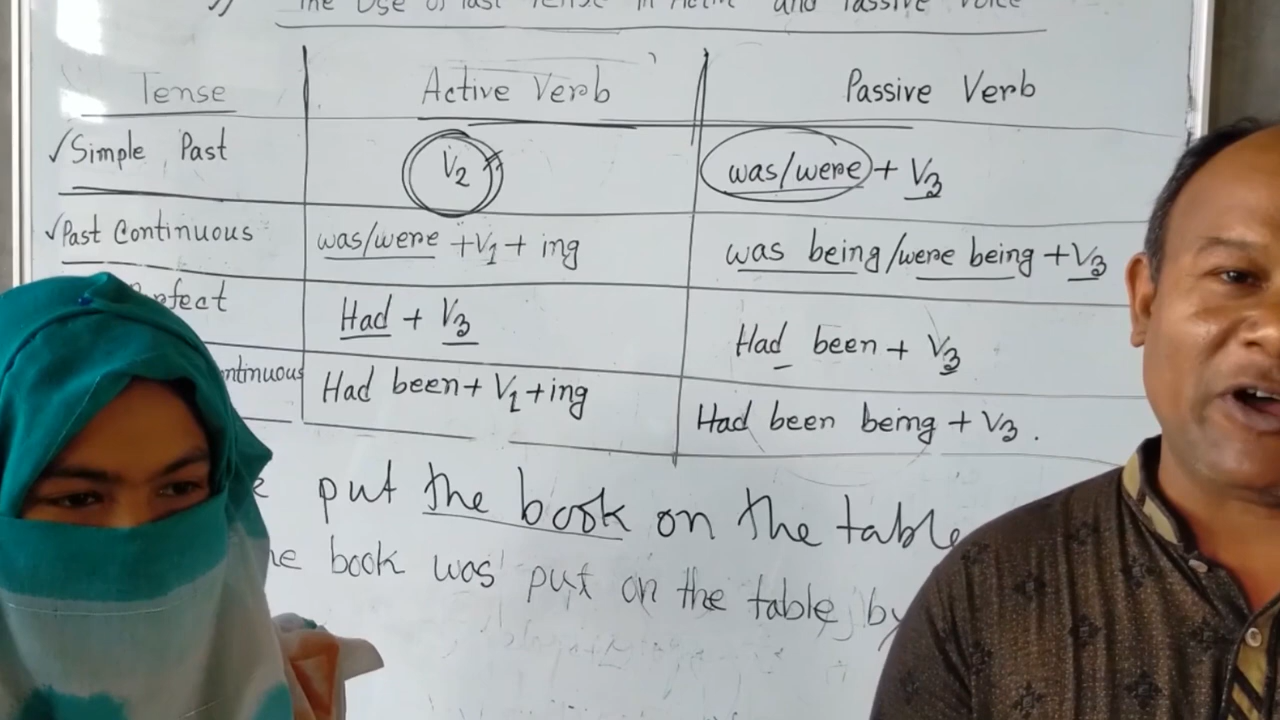 The Use of Past Tense in Active and Passive Voice
Tense Active Verb Passive Verb
✓Simple Past V2 was/were + V3
✓Past Continuous was/were +V1+ ing was being/were being +V3
Had + V3 Had been + V3
Had been+ V1+ing Had been being + V3.
put the book on the table
book was put on the table by